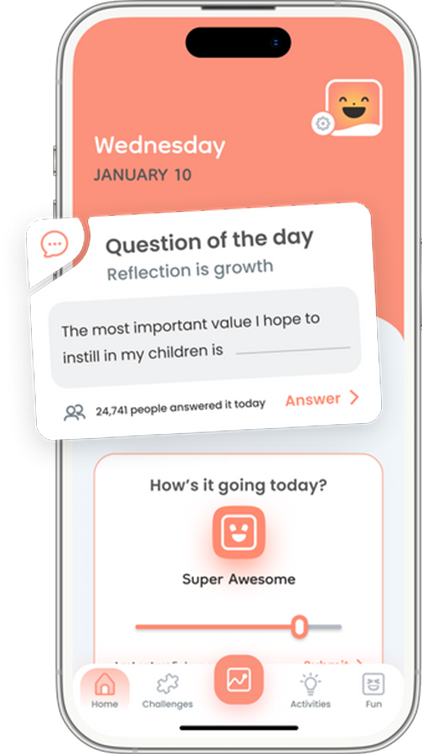 Wednesday
JANUARY 10
Question of the day
Reflection is growth
The most important value I hope to
instill in my children is
24,741 people answered it today
Answer
How's it going today?
Super Awesome
Submit
Home
Challenges
Activities
Fun